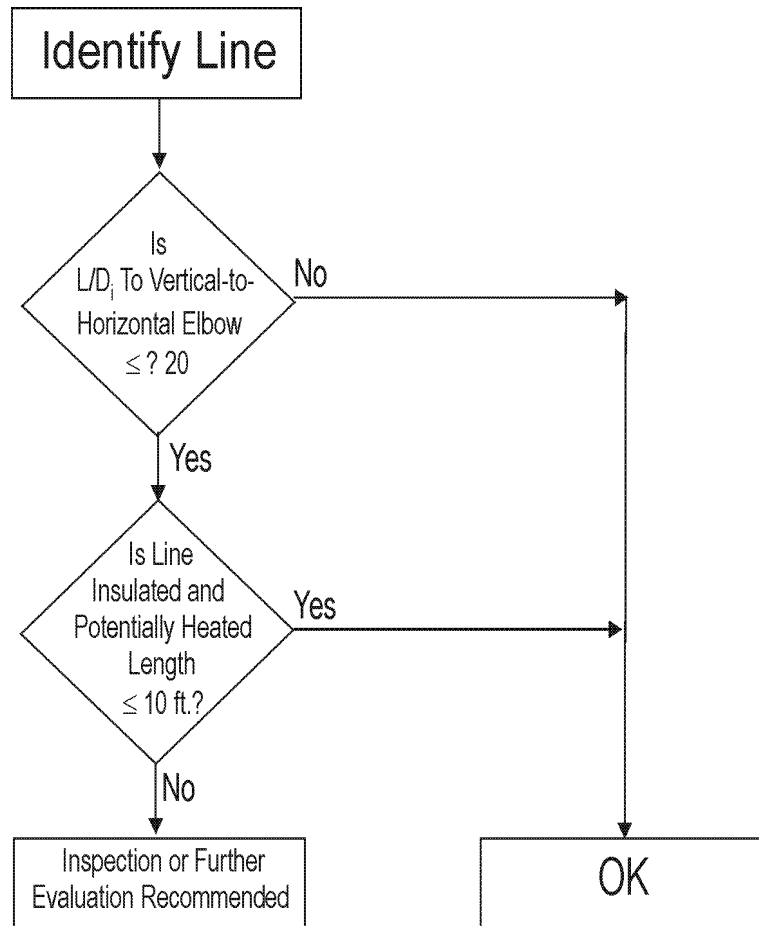 Identify Line
Is
L/Di To Vertical-to-
Horizontal Elbow
≤ ? 20
No
Yes
Is Line
Insulated and
Potentially Heated
Length
≤ 10 ft.?
Yes
No
Inspection or Further
Evaluation Recommended
OK